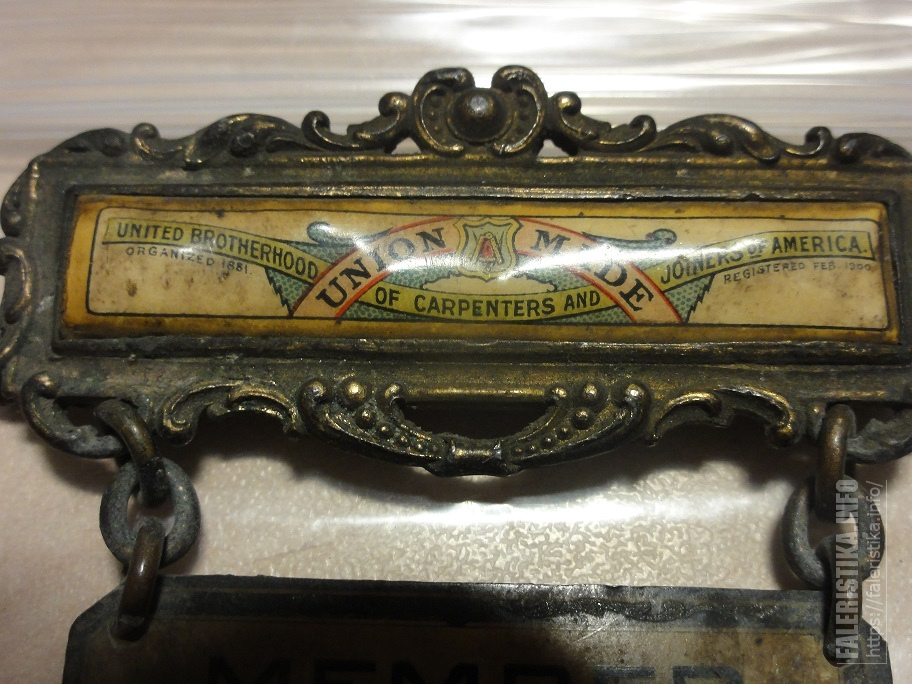 UNITED BROTHERHOOD OF CARPENTERS AND JOINERS OF AMERICA.
ORGANIZED 1881.
UNION MADE
REGISTERED FEB. 1900
MEMBER
FALERISTIKA.INFO
https://faleristika.info/